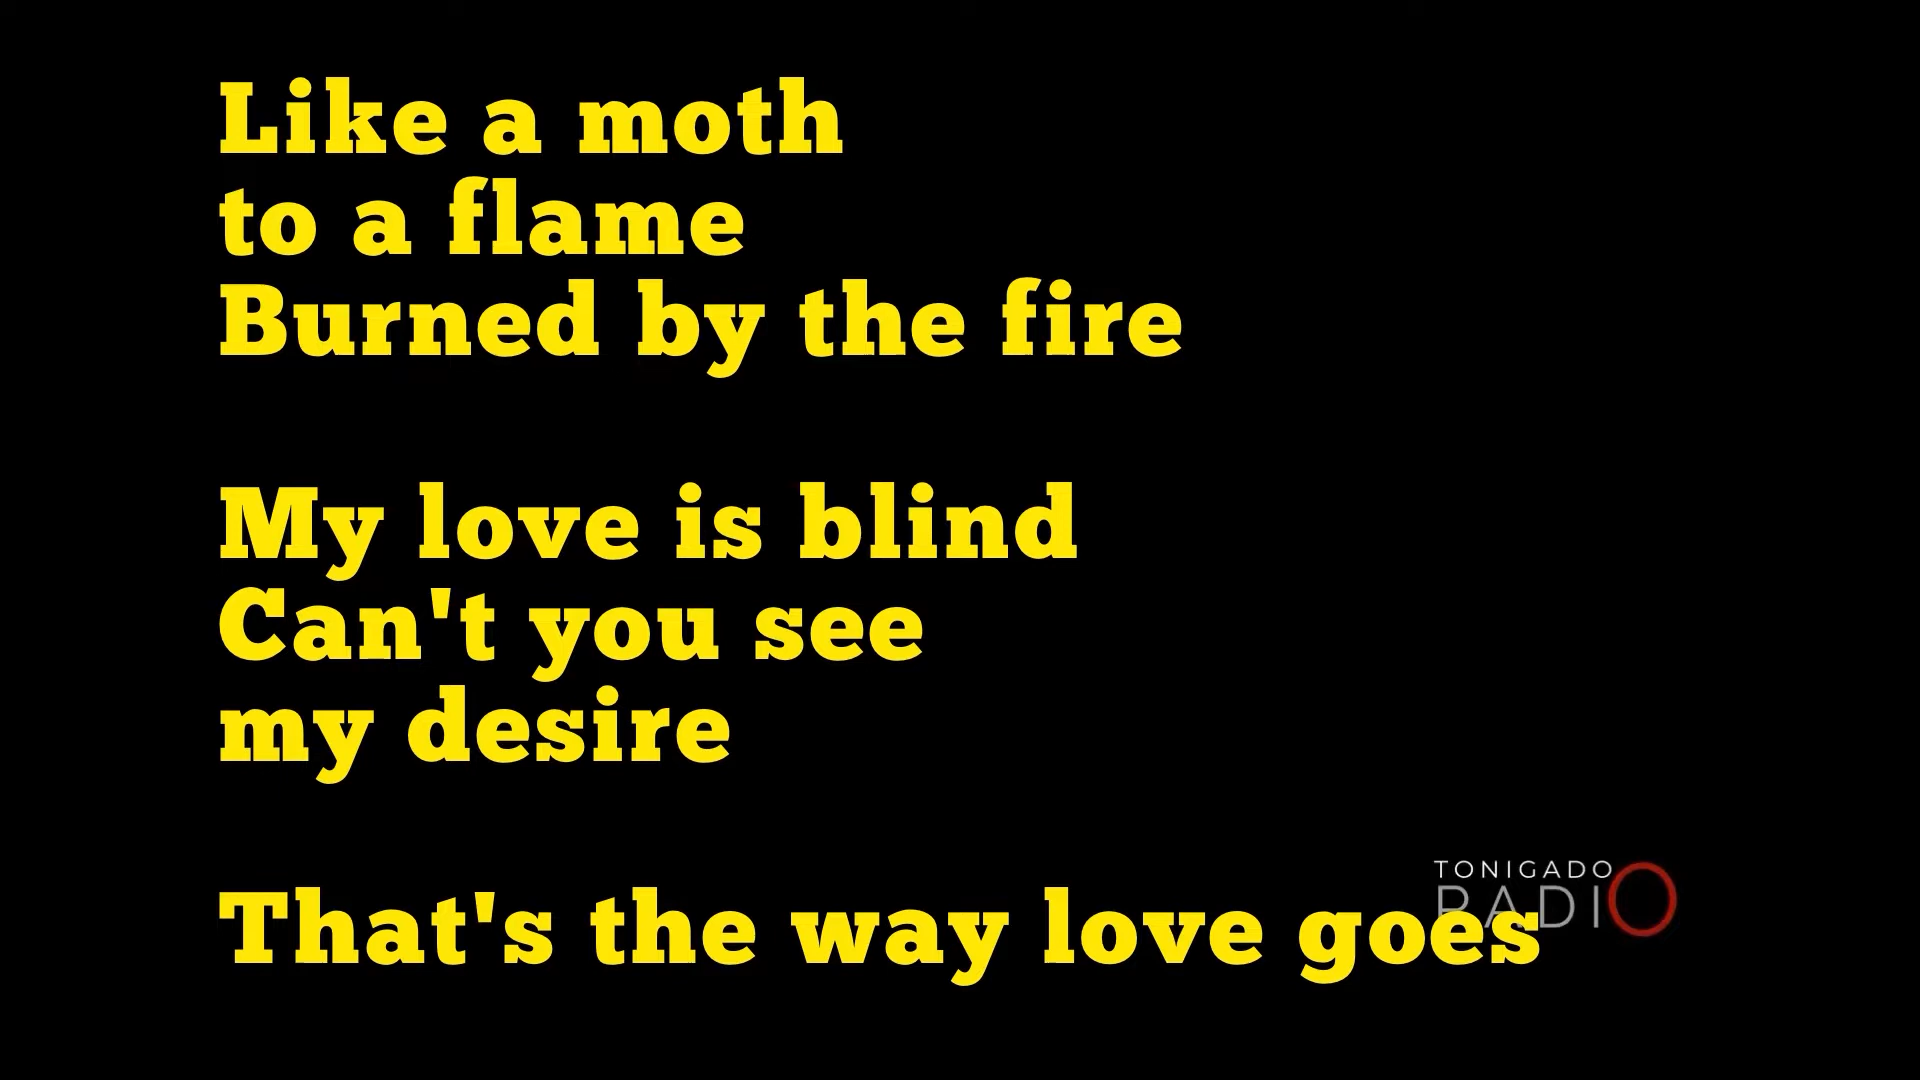 Like a moth
to a flame
Burned by the fire
My love is blind
Can't you see
my desire
That's the way love goes
TONIGADO
RADIO